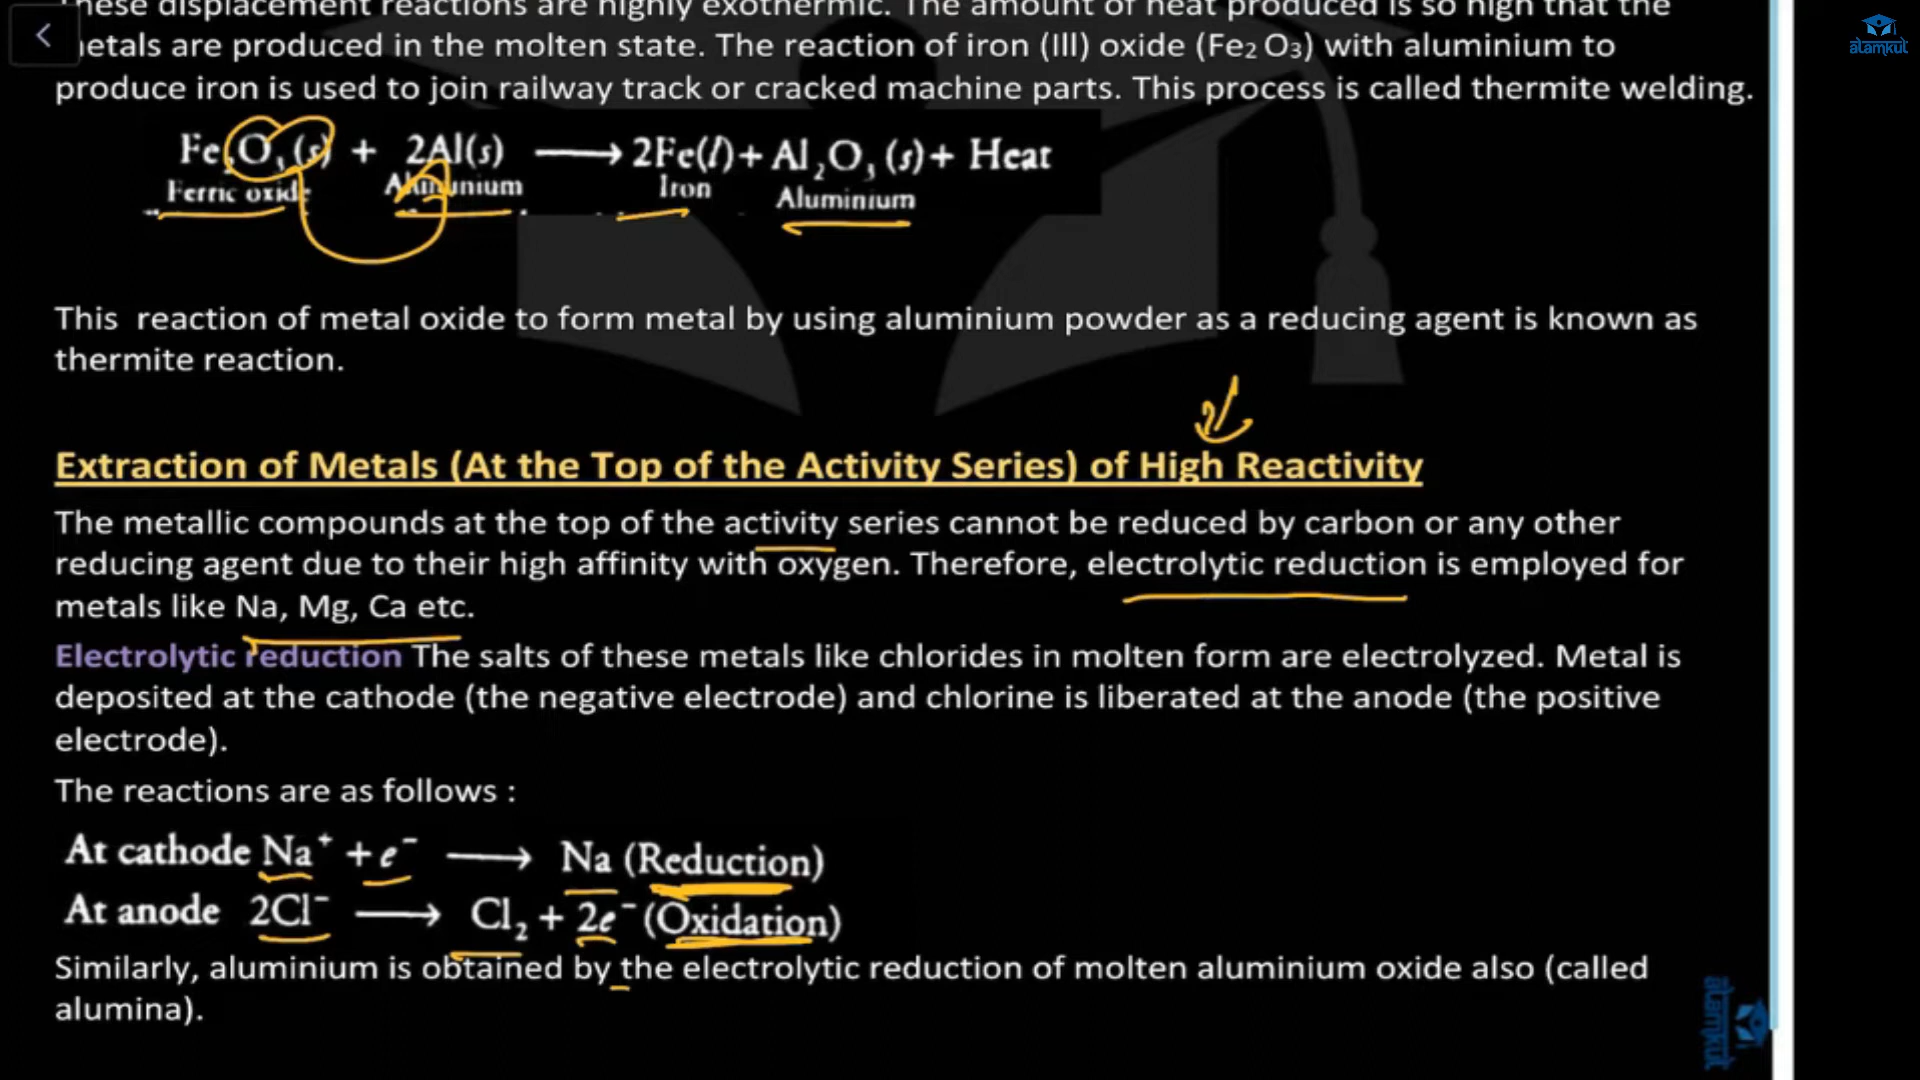 These displacement reactions are highly exothermic. The amount of heat produced is so high that the
metals are produced in the molten state. The reaction of iron (III) oxide (Fe₂ O₃) with aluminium to
produce iron is used to join railway track or cracked machine parts. This process is called thermite welding.
Fe₂O₃(s) + 2Al(s) ⟶ 2Fe(l) + Al₂O₃(s) + Heat
Ferric oxide Aluminium Iron Aluminium
This reaction of metal oxide to form metal by using aluminium powder as a reducing agent is known as
thermite reaction.
Extraction of Metals (At the Top of the Activity Series) of High Reactivity
The metallic compounds at the top of the activity series cannot be reduced by carbon or any other
reducing agent due to their high affinity with oxygen. Therefore, electrolytic reduction is employed for
metals like Na, Mg, Ca etc.
Electrolytic reduction The salts of these metals like chlorides in molten form are electrolyzed. Metal is
deposited at the cathode (the negative electrode) and chlorine is liberated at the anode (the positive
electrode).
The reactions are as follows :
At cathode Na⁺ + e⁻ ⟶ Na (Reduction)
At anode 2Cl⁻ ⟶ Cl₂ + 2e⁻ (Oxidation)
Similarly, aluminium is obtained by the electrolytic reduction of molten aluminium oxide also (called
alumina).
alamkut
alamkut